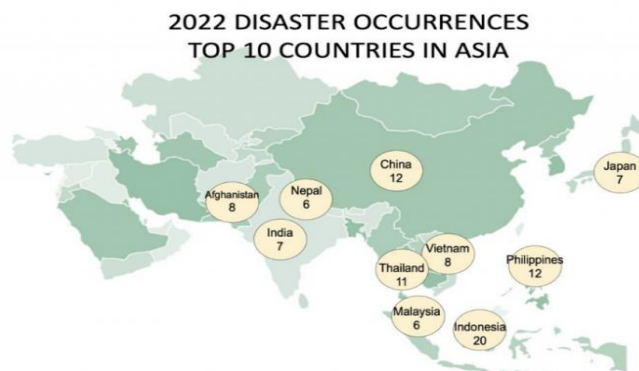 2022 DISASTER OCCURRENCES
TOP 10 COUNTRIES IN ASIA
China
12
Japan
7
Afghanistan
8
Nepal
6
India
7
Vietnam
8
Thailand
11
Philippines
12
Malaysia
6
Indonesia
20